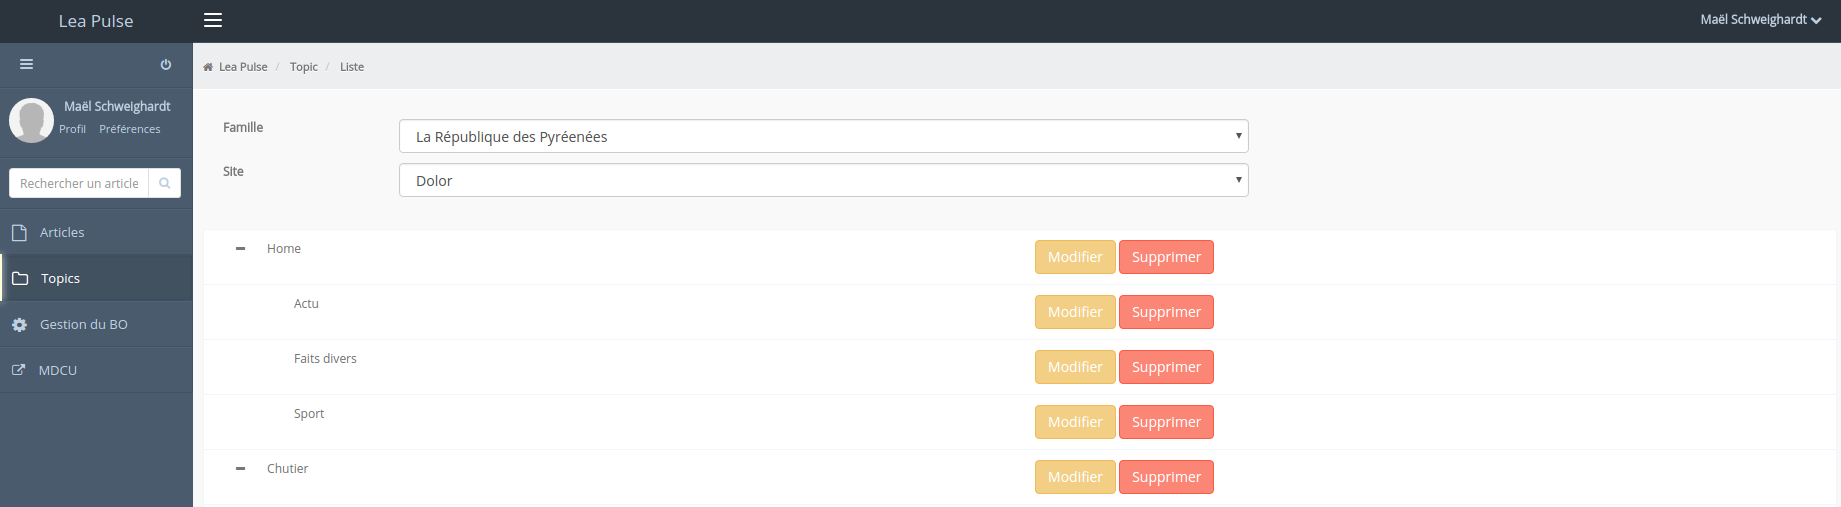 Lea Pulse
Maël Schweighardt
Lea Pulse / Topic / Liste
Maël Schweighardt
Profil Préférences
Rechercher un article
Articles
Topics
Gestion du BO
MDCU
Famille
La République des Pyréenées
Site
Dolor
Home Modifier Supprimer
Actu Modifier Supprimer
Faits divers Modifier Supprimer
Sport Modifier Supprimer
Chutier Modifier Supprimer